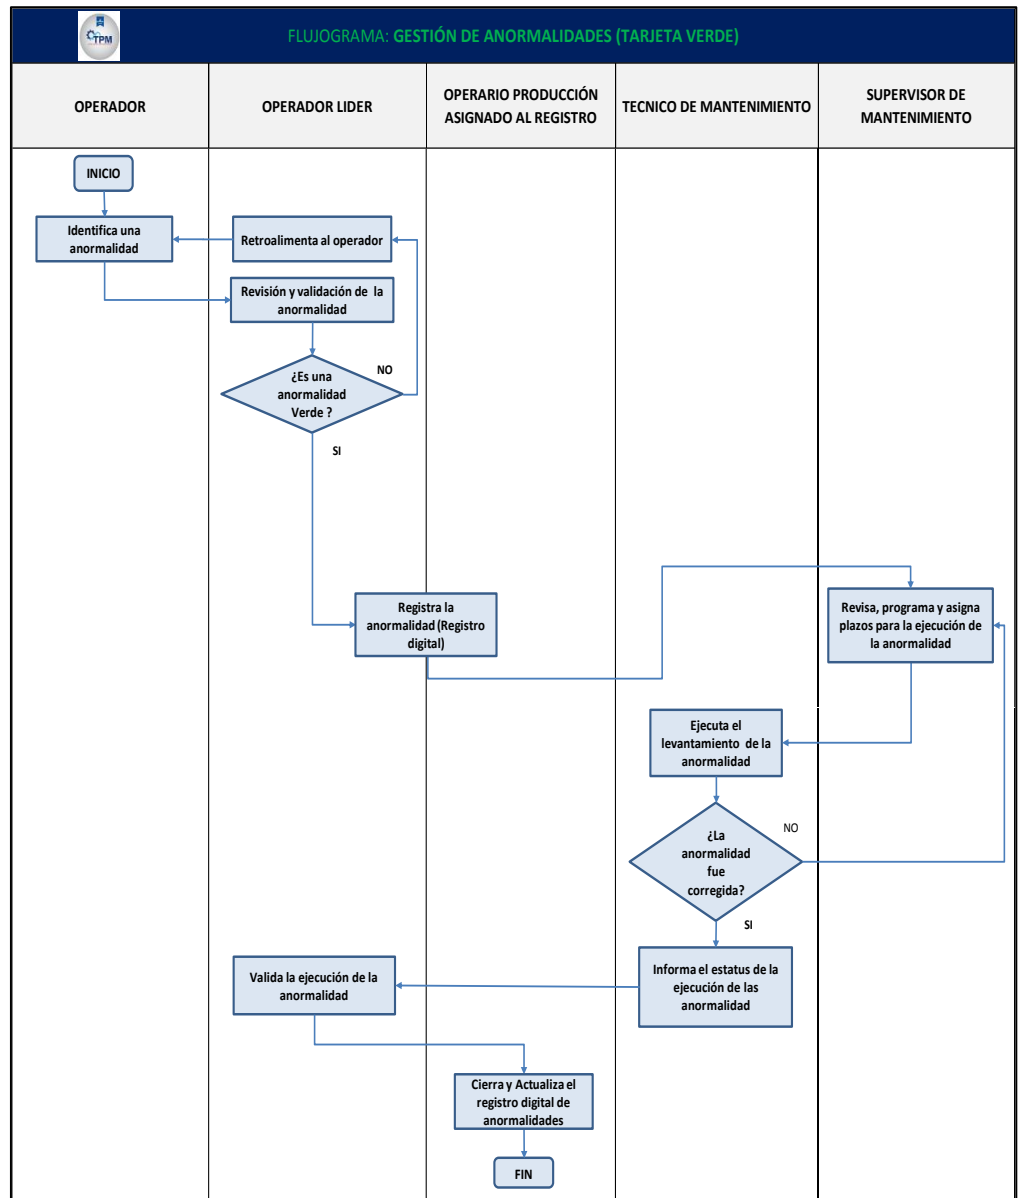 TPM
FLUJOGRAMA: GESTIÓN DE ANORMALIDADES (TARJETA VERDE)
OPERADOR
OPERADOR LIDER
OPERARIO PRODUCCIÓN
ASIGNADO AL REGISTRO
TECNICO DE MANTENIMIENTO
SUPERVISOR DE
MANTENIMIENTO
INICIO
Identifica una
anormalidad
Retroalimenta al operador
Revisión y validación de la
anormalidad
¿Es una
anormalidad
Verde ?
NO
SI
Registra la
anormalidad (Registro
digital)
Revisa, programa y asigna
plazos para la ejecución de
la anormalidad
Ejecuta el
levantamiento de la
anormalidad
¿La
anormalidad
fue
corregida?
NO
SI
Informa el estatus de la
ejecución de las
anormalidad
Valida la ejecución de la
anormalidad
Cierra y Actualiza el
registro digital de
anormalidades
FIN